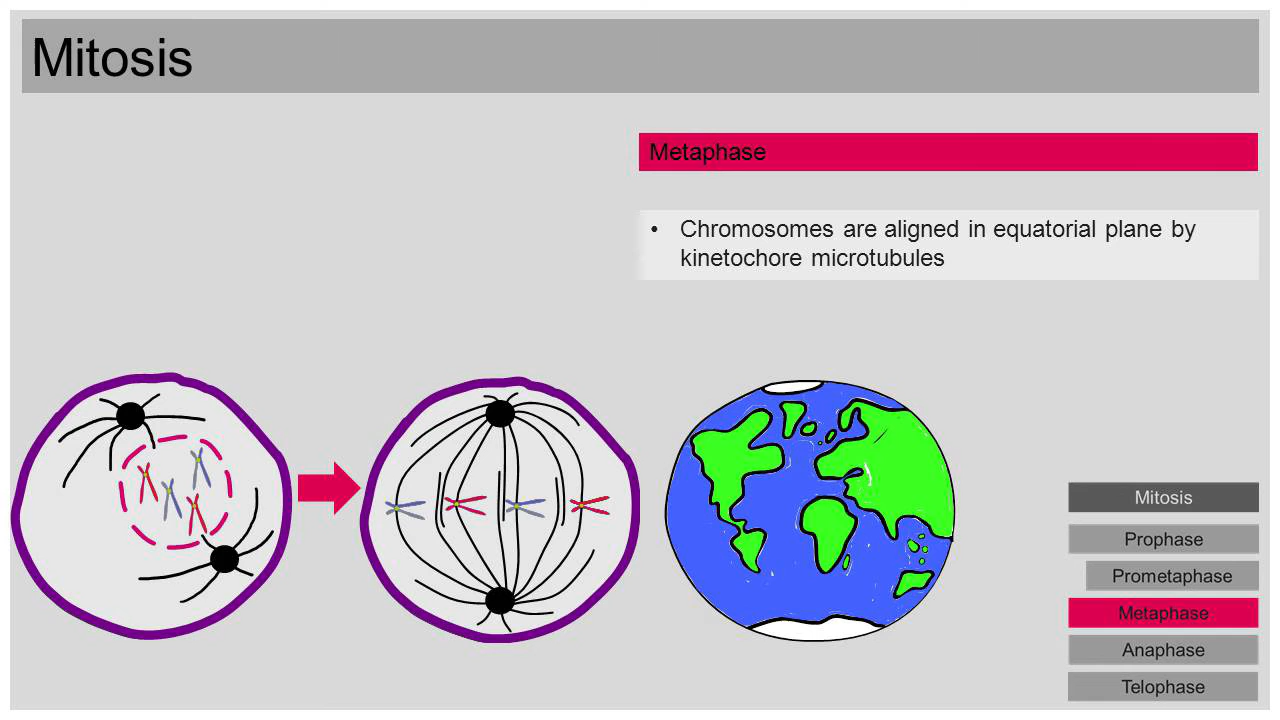 Mitosis
Metaphase
• Chromosomes are aligned in equatorial plane by
kinetochore microtubules
Mitosis
Prophase
Prometaphase
Metaphase
Anaphase
Telophase